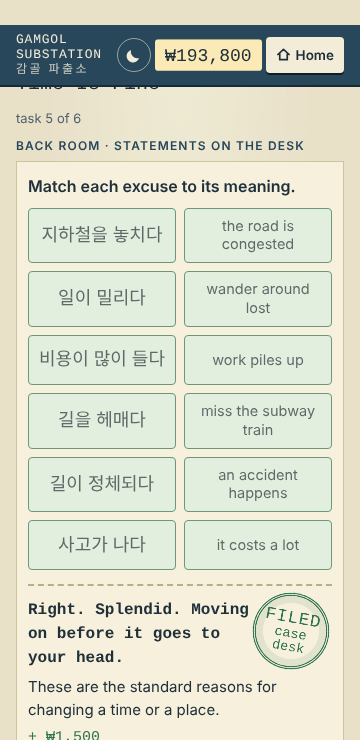 GAMGOL
SUBSTATION
감골 파출소
₩193,800
Home
task 5 of 6
BACK ROOM · STATEMENTS ON THE DESK
Match each excuse to its meaning.
지하철을 놓치다
the road is
congested
일이 밀리다
wander around
lost
비용이 많이 들다
work piles up
길을 헤매다
miss the subway
train
길이 정체되다
an accident
happens
사고가 나다
it costs a lot
Right. Splendid. Moving
on before it goes to
your head.
FILED
case
desk
These are the standard reasons for
changing a time or a place.
+ ₩1,500